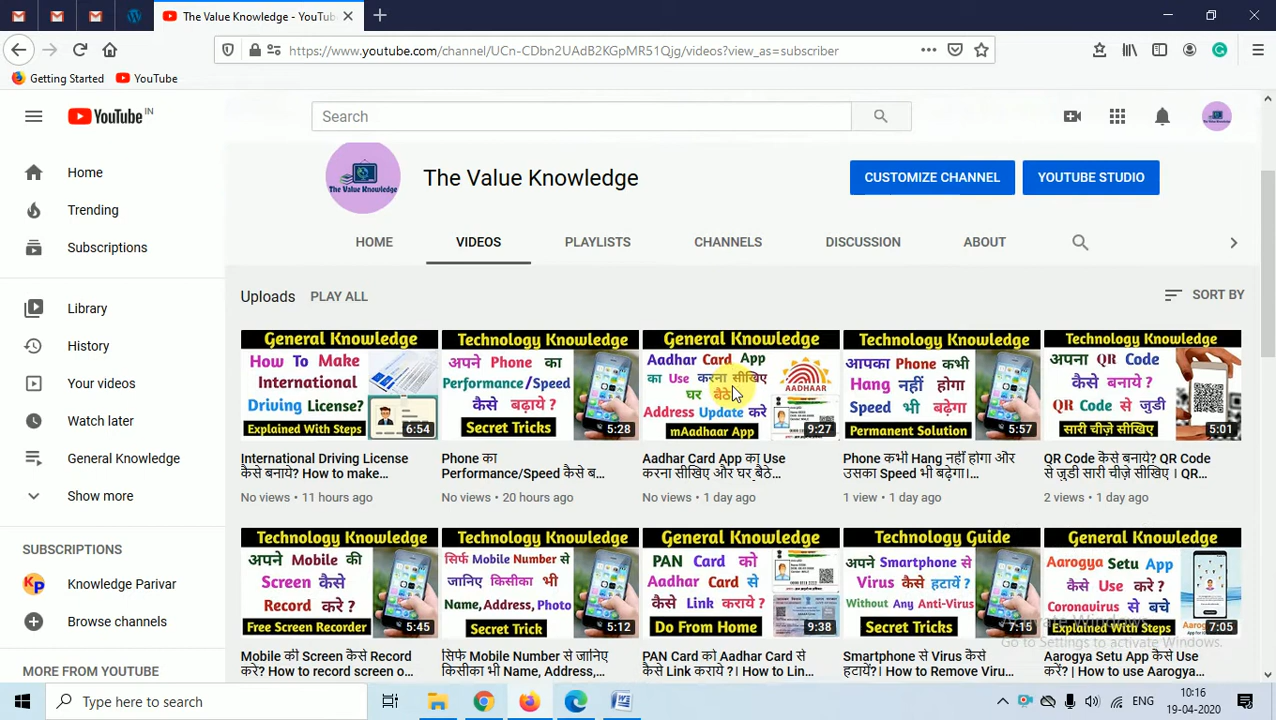 The Value Knowledge - YouTube
https://www.youtube.com/channel/UCn-CDbn2UAdB2KGpMR51Qjg/videos?view_as=subscriber
Getting Started
YouTube
YouTube IN
Search
Home
Trending
Subscriptions
Library
History
Your videos
Watch later
General Knowledge
Show more
SUBSCRIPTIONS
Knowledge Parivar
Browse channels
MORE FROM YOUTUBE
The Value Knowledge
The Value Knowledge
CUSTOMIZE CHANNEL
YOUTUBE STUDIO
HOME
VIDEOS
PLAYLISTS
CHANNELS
DISCUSSION
ABOUT
Uploads
PLAY ALL
SORT BY
General Knowledge
How To Make
International
Driving License?
Explained With Steps
6:54
International Driving License
कैसे बनाये? How to make...
No views • 11 hours ago
Technology Knowledge
अपने Phone का
Performance/Speed
कैसे बढ़ाये ?
Secret Tricks
5:28
Phone का
Performance/Speed कैसे ब...
No views • 20 hours ago
General Knowledge
Aadhar Card App
का Use करना सीखिए
घर बैठे
Address Update करे
mAadhaar App
AADHAAR
9:27
Aadhar Card App का Use
करना सीखिए और घर बैठे...
No views • 1 day ago
Technology Knowledge
आपका Phone कभी
Hang नहीं होगा
Speed भी बढ़ेगा
Permanent Solution
5:57
Phone कभी Hang नहीं होगा और
उसका Speed भी बढ़ेगा।...
1 view • 1 day ago
Technology Knowledge
अपना QR Code
कैसे बनाये ?
QR Code से जुडी
सारी चीज़े सीखिए
5:01
QR Code कैसे बनाये? QR Code
से जुडी सारी चीज़े सीखिए । QR...
2 views • 1 day ago
Technology Knowledge
अपने Mobile की
Screen कैसे
Record करे ?
Free Screen Recorder
5:45
Mobile की Screen कैसे Record
करे? How to record screen o...
Technology Knowledge
सिर्फ Mobile Number से
जानिए किसीका भी
Name,Address,Photo
Secret Trick
5:12
सिर्फ Mobile Number से जानिए
किसीका भी Name, Address,...
General Knowledge
PAN Card को
Aadhar Card से
कैसे Link कराये ?
Do From Home
9:38
PAN Card को Aadhar Card से
कैसे Link कराये ?। How to Lin...
Technology Guide
अपने Smartphone से
Virus कैसे हटायें ?
Without Any Anti-Virus
Secret Tricks
7:15
Smartphone से Virus कैसे
हटायें? | How to Remove Viru...
General Knowledge
Aarogya Setu App
कैसे Use करे ?
Coronavirus से बचे
Explained With Steps
7:05
Aarogya Setu App कैसे Use
करें? | How to use Aarogya...
Activate Windows
Go to Settings to activate Windows.
Type here to search
ENG
10:16
19-04-2020